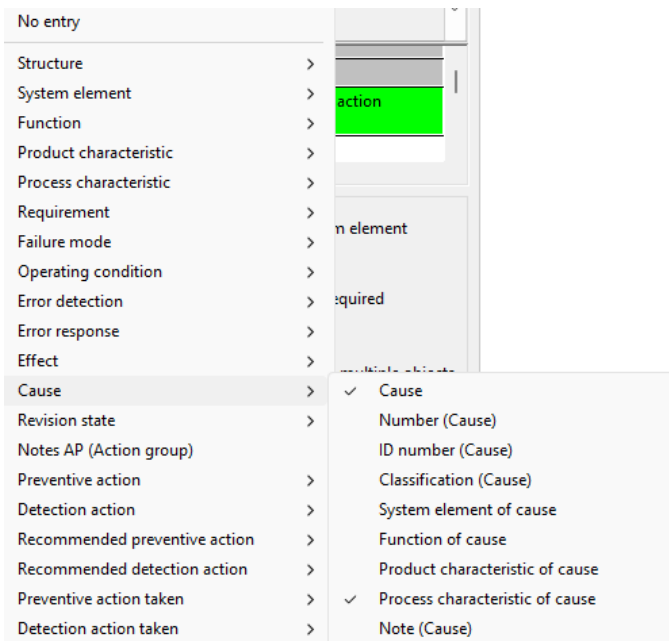 No entry
Structure
System element
Function
Product characteristic
Process characteristic
Requirement
Failure mode
Operating condition
Error detection
Error response
Effect
Cause
Revision state
Notes AP (Action group)
Preventive action
Detection action
Recommended preventive action
Recommended detection action
Preventive action taken
Detection action taken
action
element
multiple objects
Cause
Number (Cause)
ID number (Cause)
Classification (Cause)
System element of cause
Function of cause
Product characteristic of cause
Process characteristic of cause
Note (Cause)